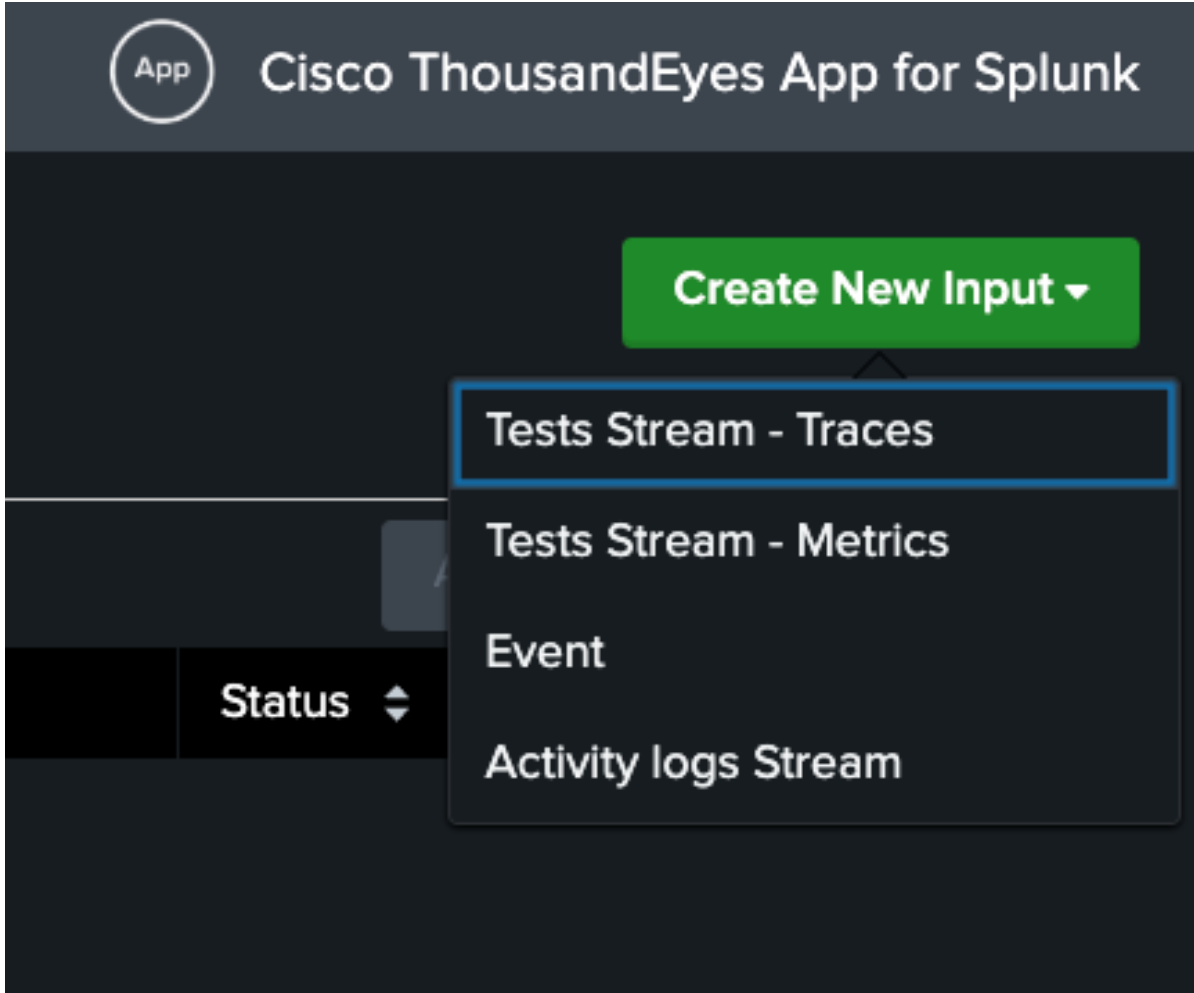 App
Cisco ThousandEyes App for Splunk
Create New Input
Tests Stream - Traces
Tests Stream - Metrics
Event
Status
Activity logs Stream